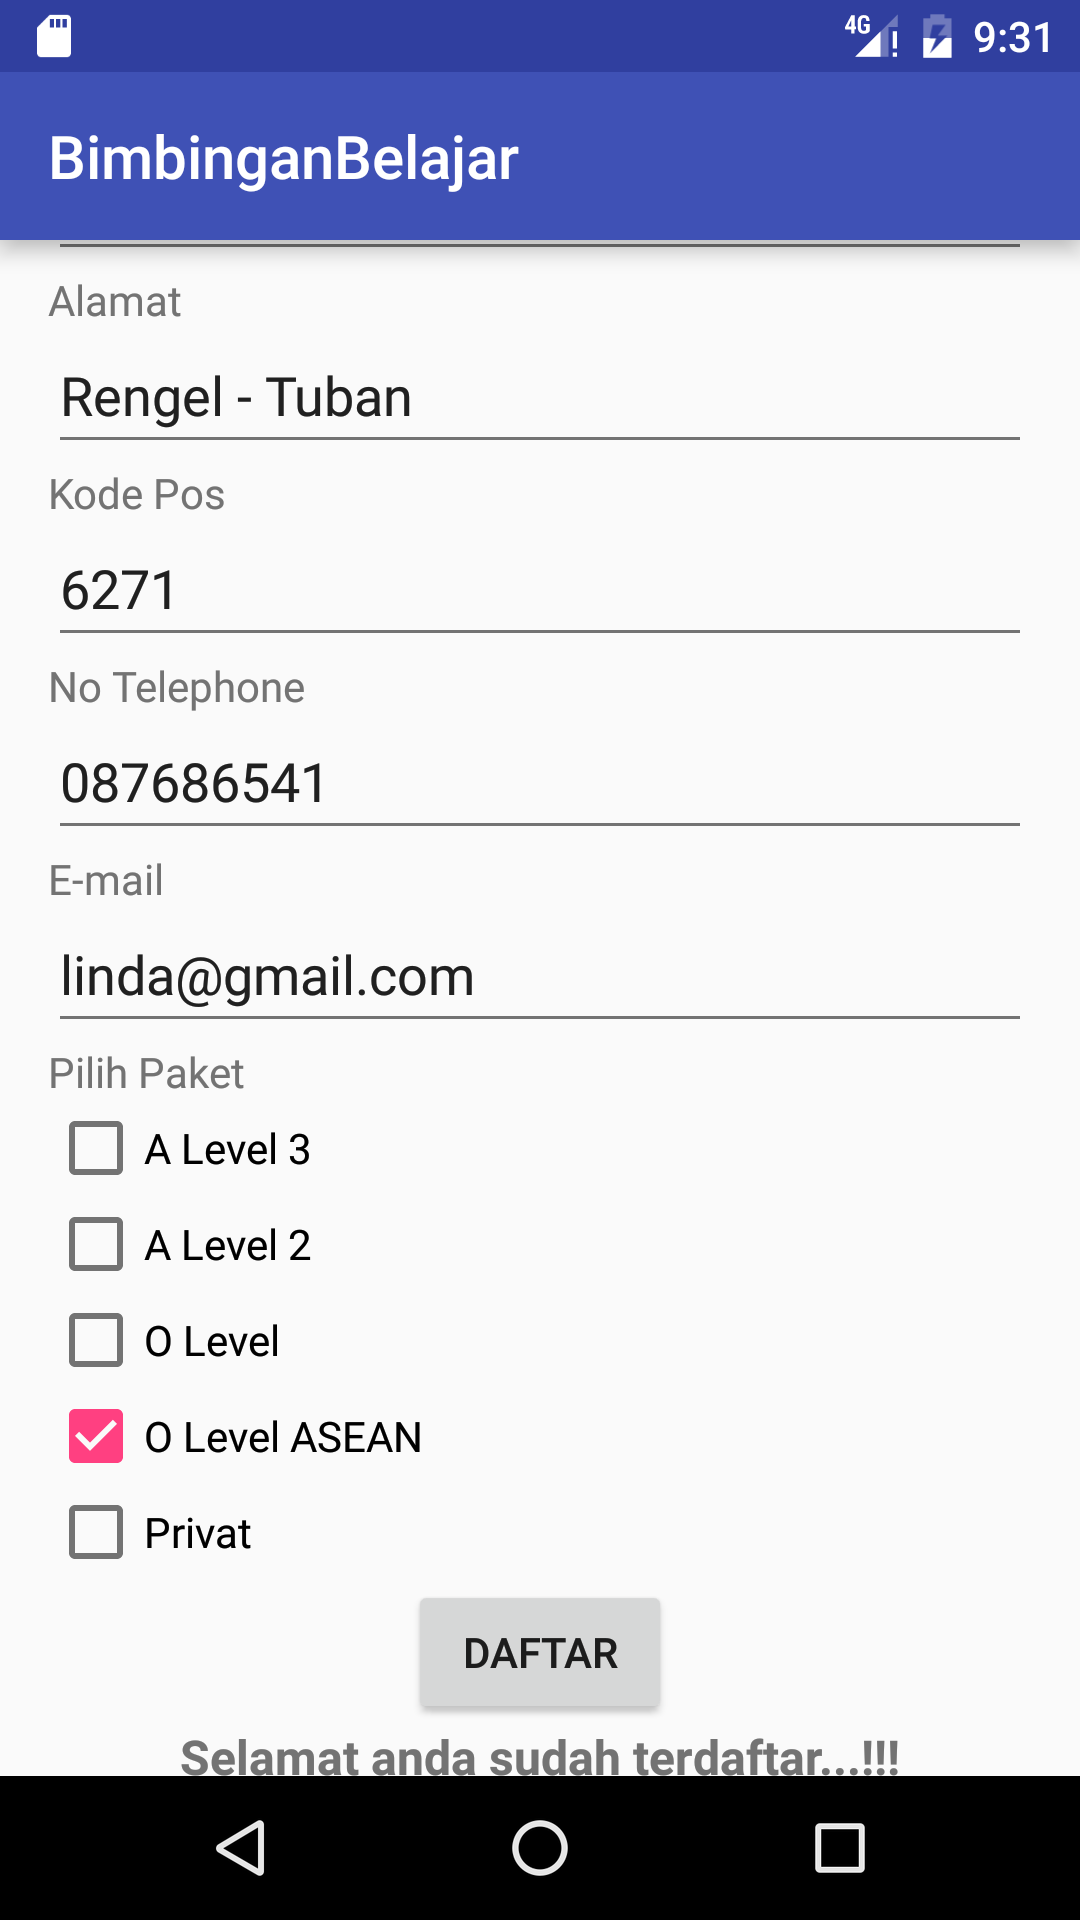 4G 9:31
BimbinganBelajar
Alamat
Rengel - Tuban
Kode Pos
6271
No Telephone
087686541
E-mail
linda@gmail.com
Pilih Paket
A Level 3
A Level 2
O Level
O Level ASEAN
Privat
DAFTAR
Selamat anda sudah terdaftar...!!!